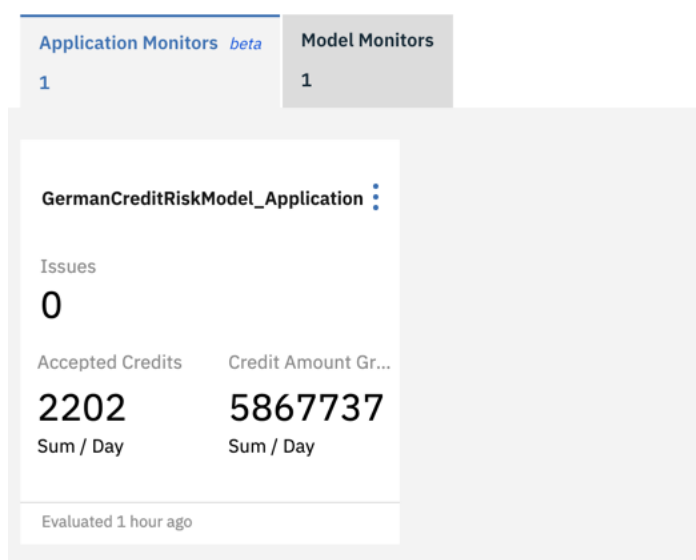 Application Monitors beta
1
Model Monitors
1
GermanCreditRiskModel_Application
Issues
0
Accepted Credits
2202
Sum / Day
Credit Amount Gr...
5867737
Sum / Day
Evaluated 1 hour ago